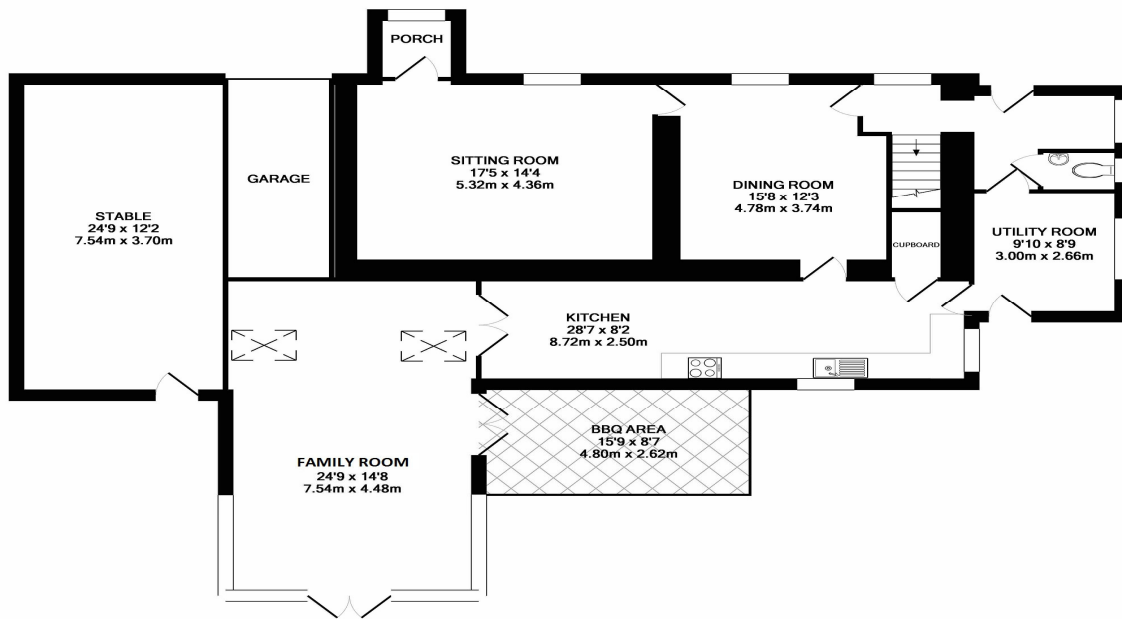 PORCH
SITTING ROOM
17'5 x 14'4
5.32m x 4.36m
GARAGE
DINING ROOM
15'8 x 12'3
4.78m x 3.74m
STABLE
24'9 x 12'2
7.54m x 3.70m
UTILITY ROOM
9'10 x 8'9
3.00m x 2.66m
CUPBOARD
KITCHEN
28'7 x 8'2
8.72m x 2.50m
BBQ AREA
15'9 x 8'7
4.80m x 2.62m
FAMILY ROOM
24'9 x 14'8
7.54m x 4.48m